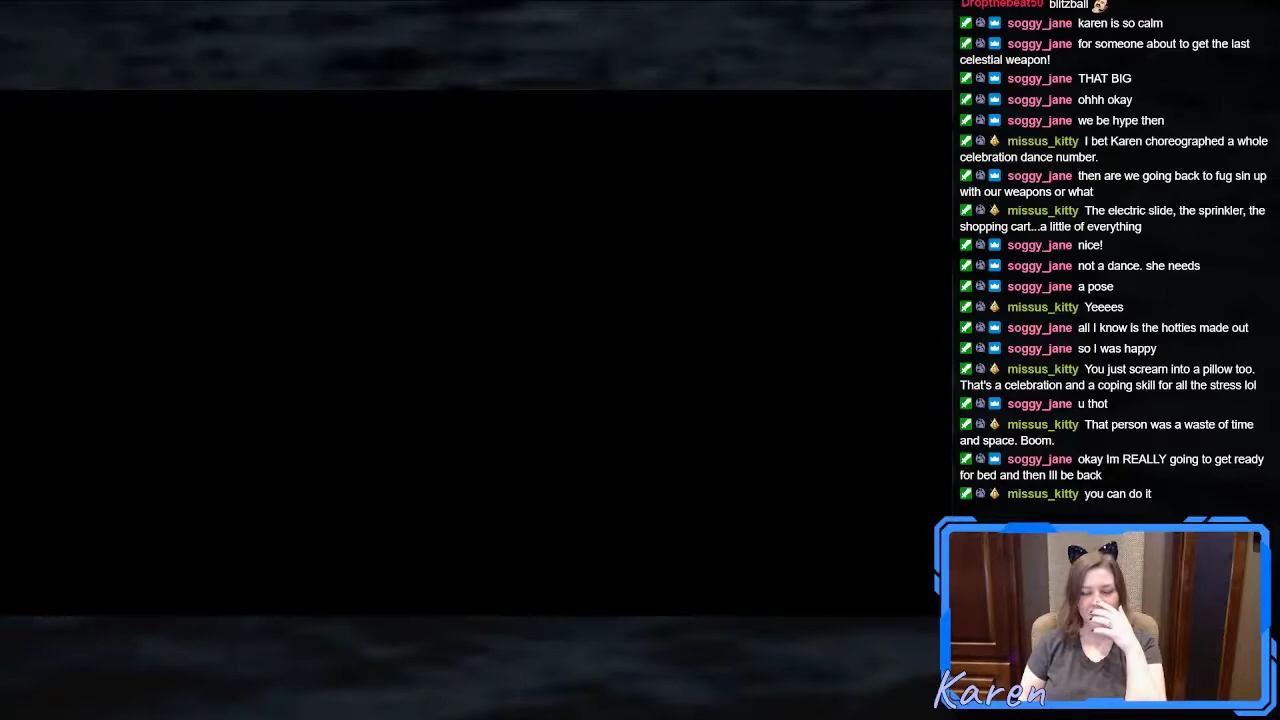 Dropthebeat50 blitzball
soggy_jane karen is so calm
soggy_jane for someone about to get the last
celestial weapon!
soggy_jane THAT BIG
soggy_jane ohhh okay
soggy_jane we be hype then
missus_kitty I bet Karen choreographed a whole
celebration dance number.
soggy_jane then are we going back to fug sin up
with our weapons or what
missus_kitty The electric slide, the sprinkler, the
shopping cart...a little of everything
soggy_jane nice!
soggy_jane not a dance. she needs
soggy_jane a pose
missus_kitty Yeeees
soggy_jane all I know is the hotties made out
soggy_jane so I was happy
missus_kitty You just scream into a pillow too.
That's a celebration and a coping skill for all the stress lol
soggy_jane u thot
missus_kitty That person was a waste of time
and space. Boom.
soggy_jane okay Im REALLY going to get ready
for bed and then Ill be back
missus_kitty you can do it
Karen